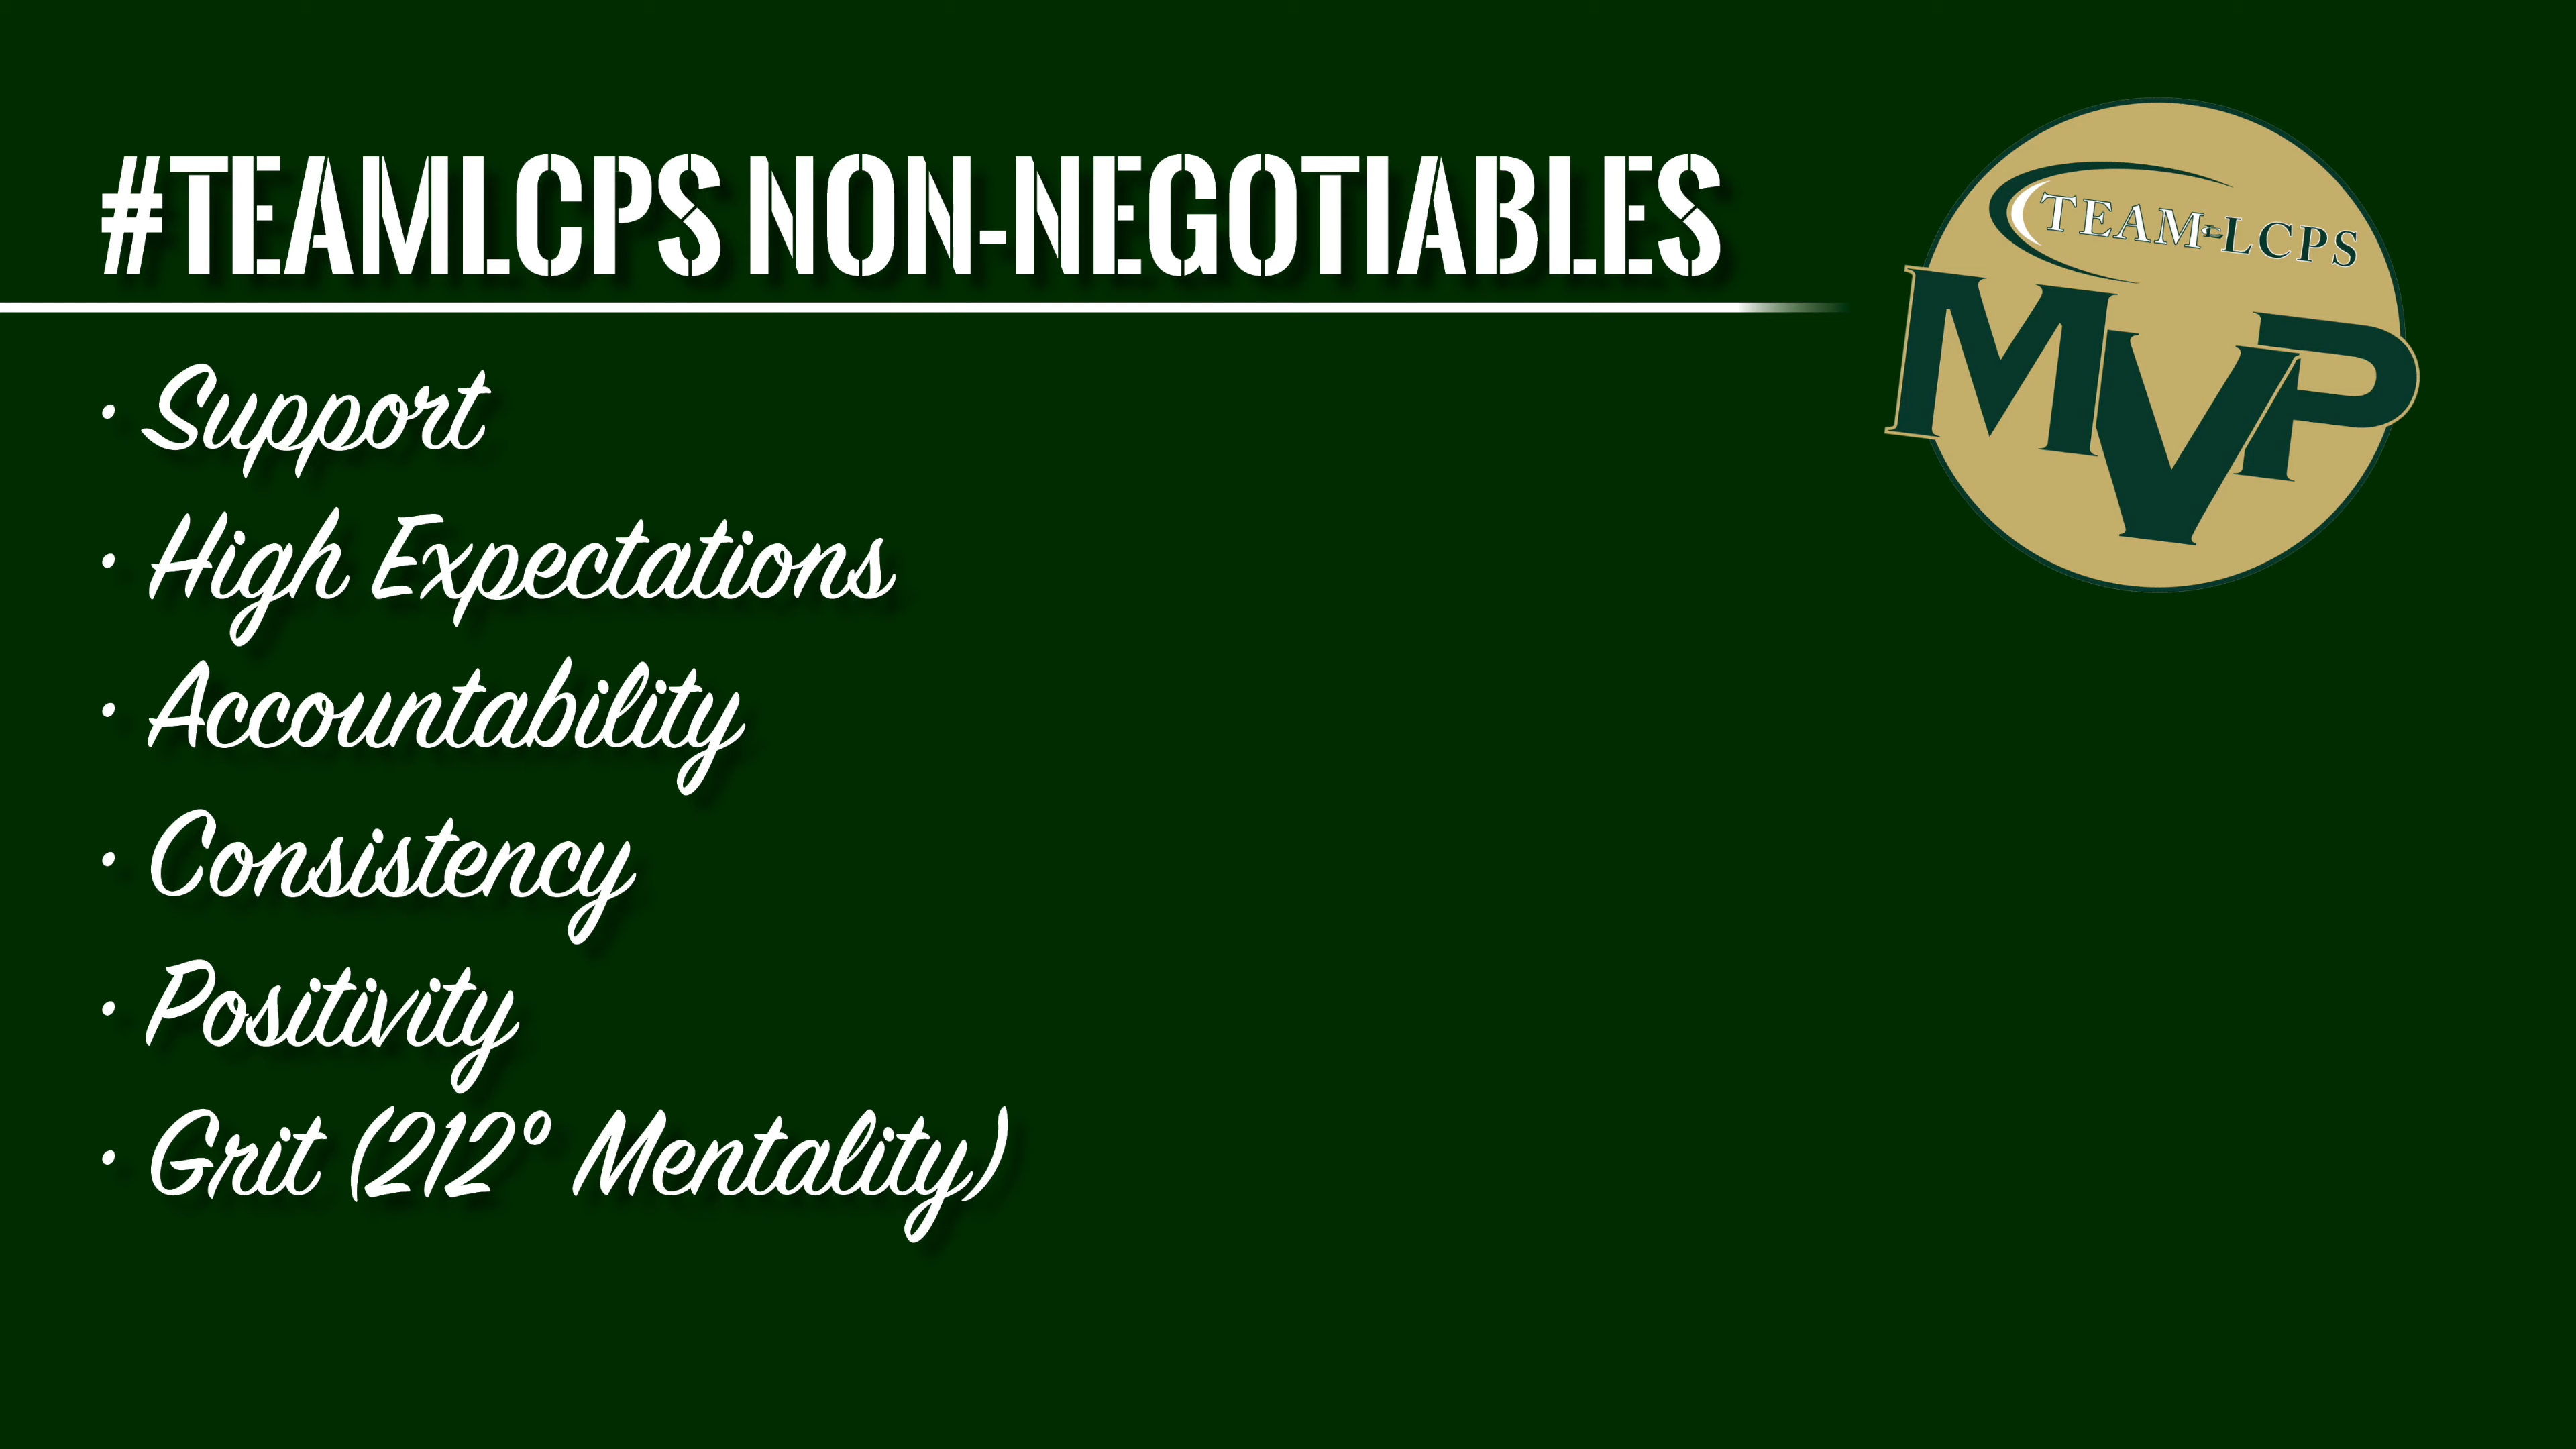 #TEAMLCPS NON-NEGOTIABLES
TEAM LCPS
MVP
• Support
• High Expectations
• Accountability
• Consistency
• Positivity
• Grit (212° Mentality)